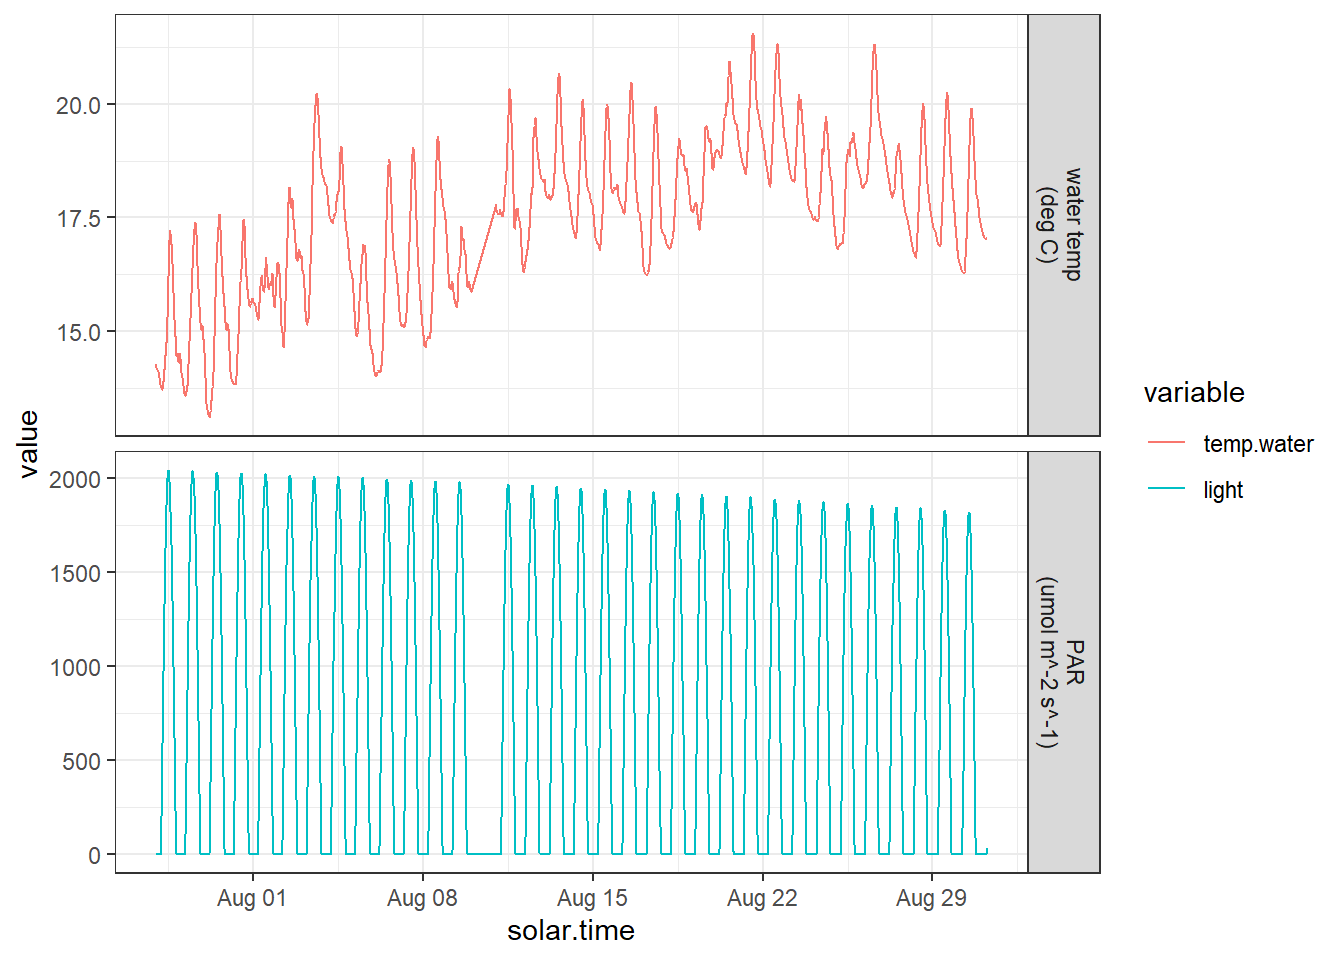 20.0
17.5
15.0
water temp
(deg C)
value
2000
1500
1000
500
0
PAR
(umol m^-2 s^-1)
Aug 01
Aug 08
Aug 15
Aug 22
Aug 29
solar.time
variable
temp.water
light